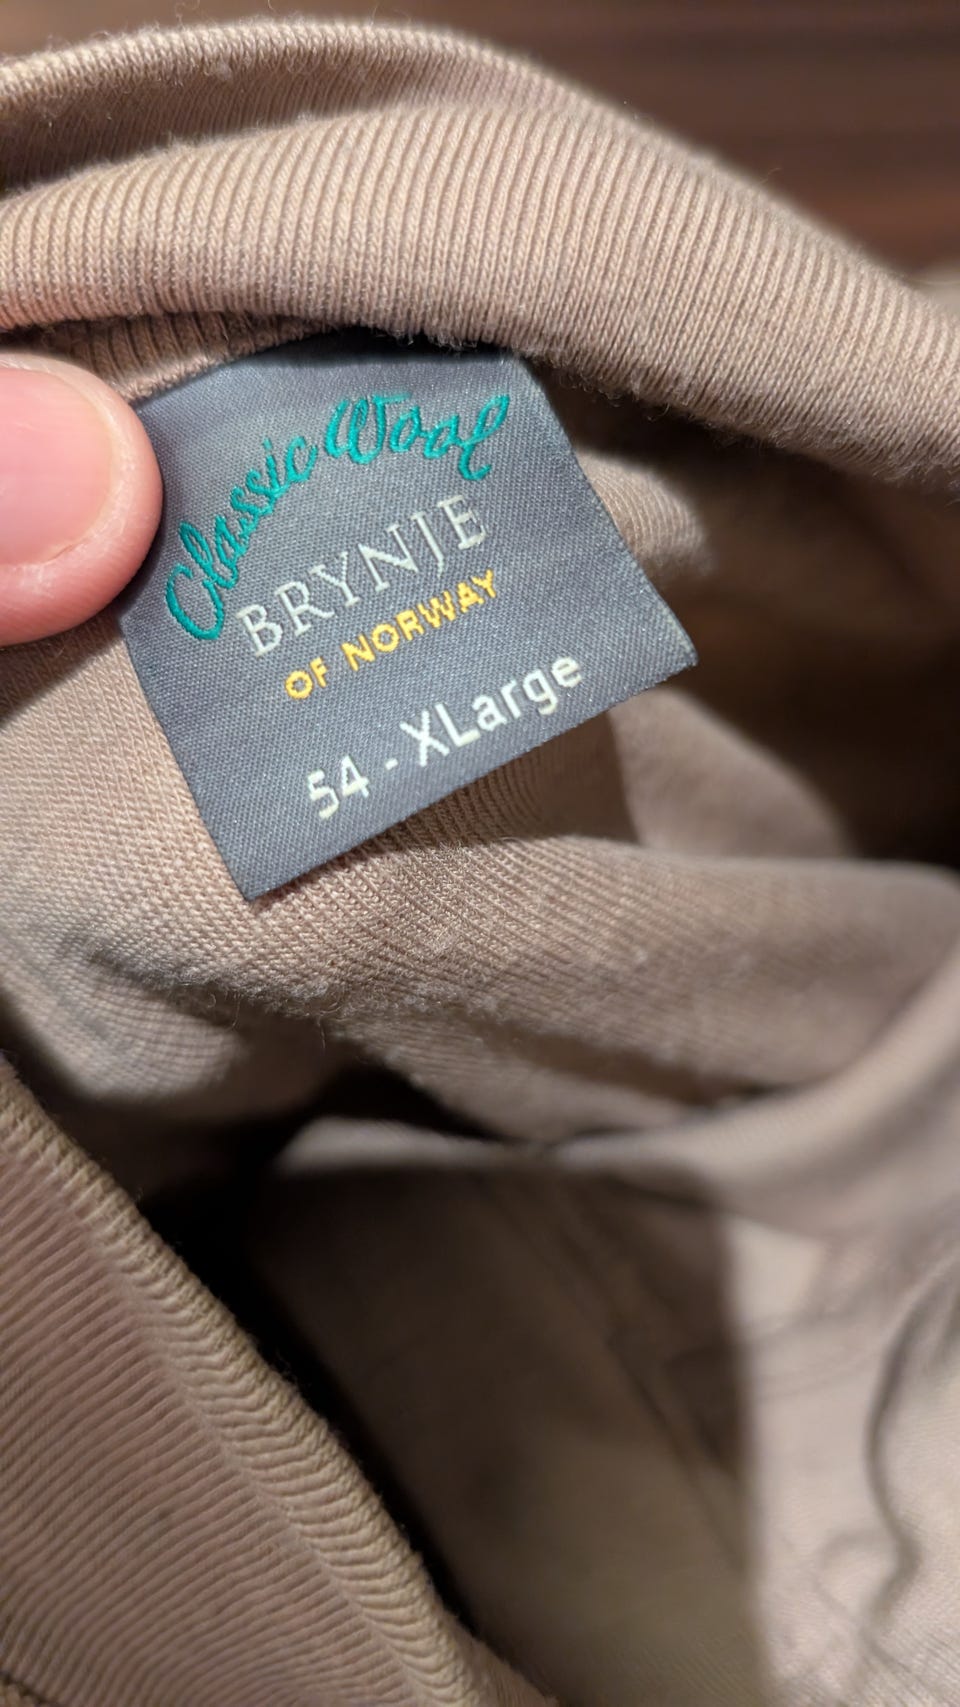 Classic Wool
BRYNJE
OF NORWAY
54 - XLarge